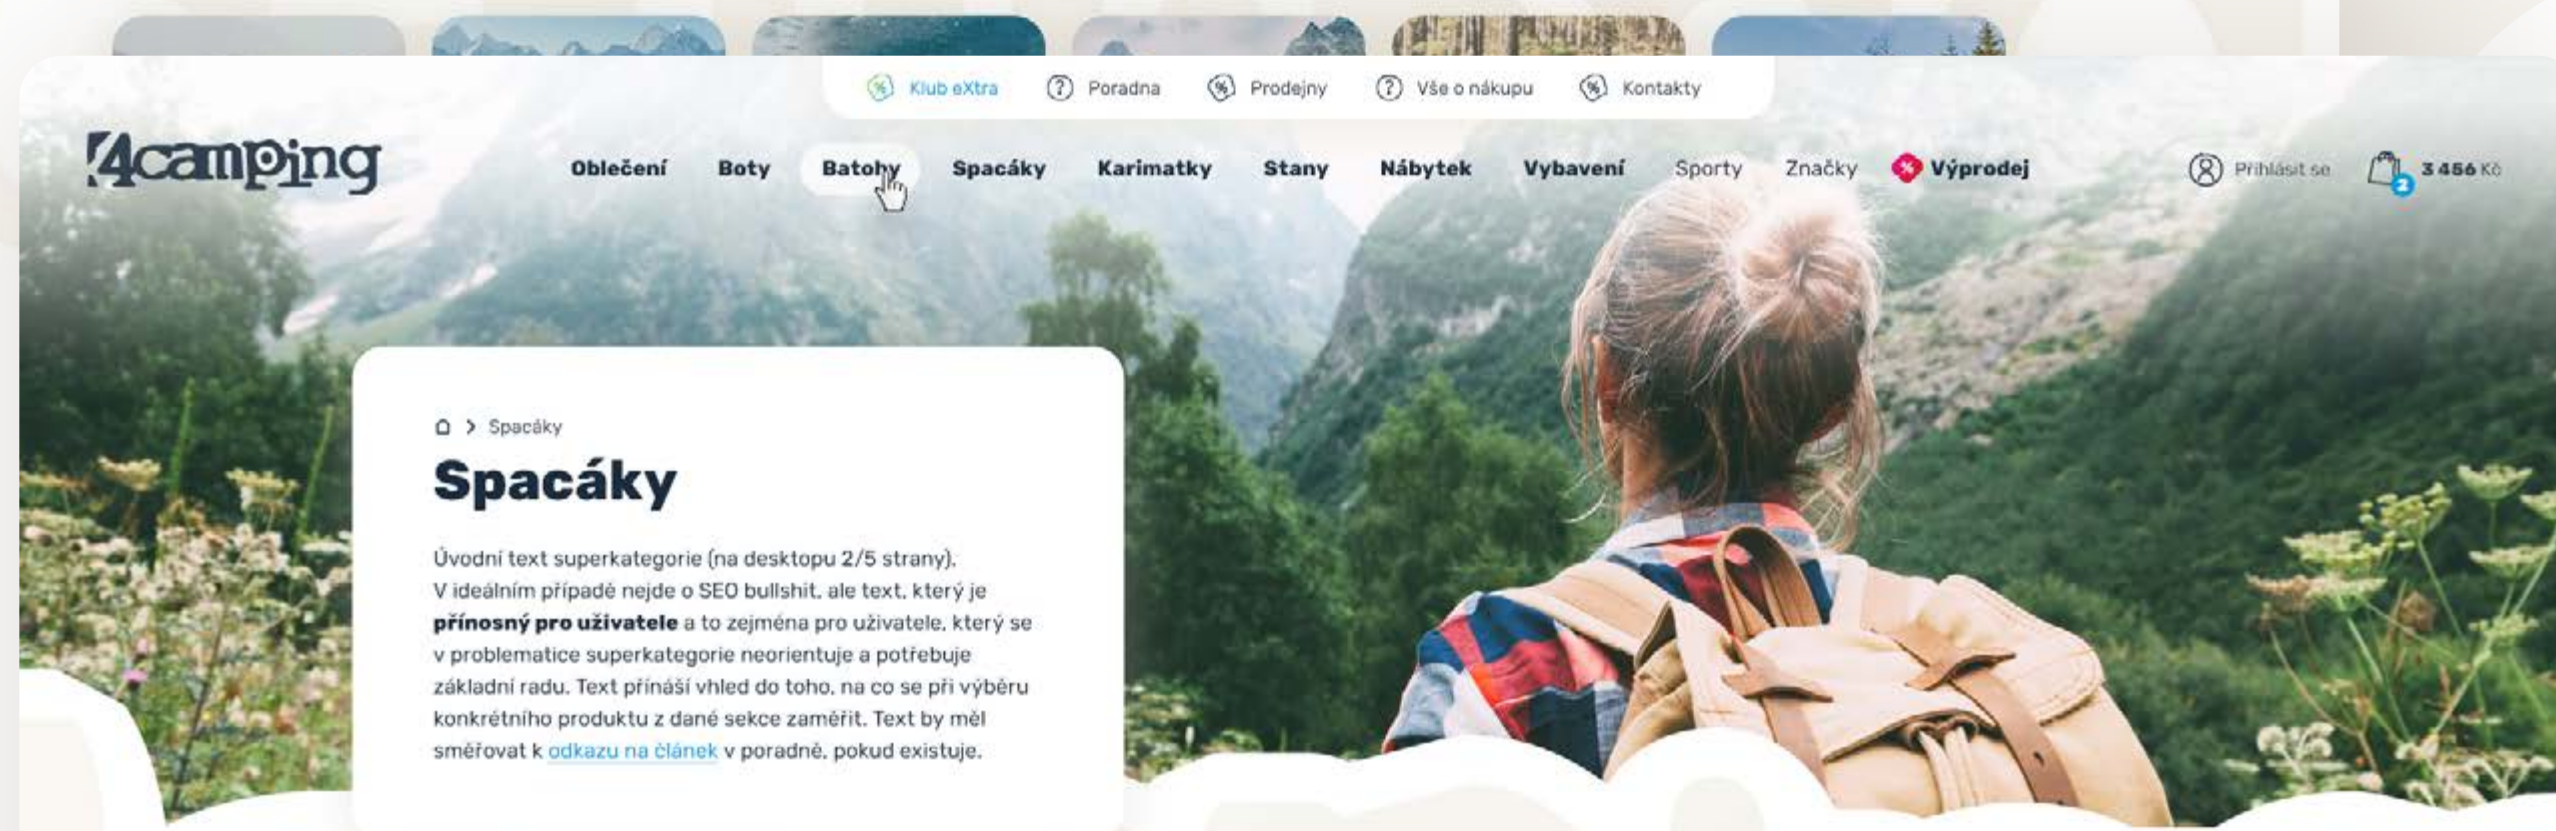 Klub eXtra Poradna Prodejny Vše o nákupu Kontakty
4camping
Oblečení Boty Batohy Spacáky Karimatky Stany Nábytek Vybavení Sporty Značky % Výprodej Přihlásit se 2 3 456 Kč
Spacáky
Spacáky
Úvodní text superkategorie (na desktopu 2/5 strany).
V ideálním případě nejde o SEO bullshit, ale text, který je
přínosný pro uživatele a to zejména pro uživatele, který se
v problematice superkategorie neorientuje a potřebuje
základní radu. Text přináší vhled do toho, na co se při výběru
konkrétního produktu z dané sekce zaměřit. Text by měl
směřovat k odkazu na článek v poradně, pokud existuje.